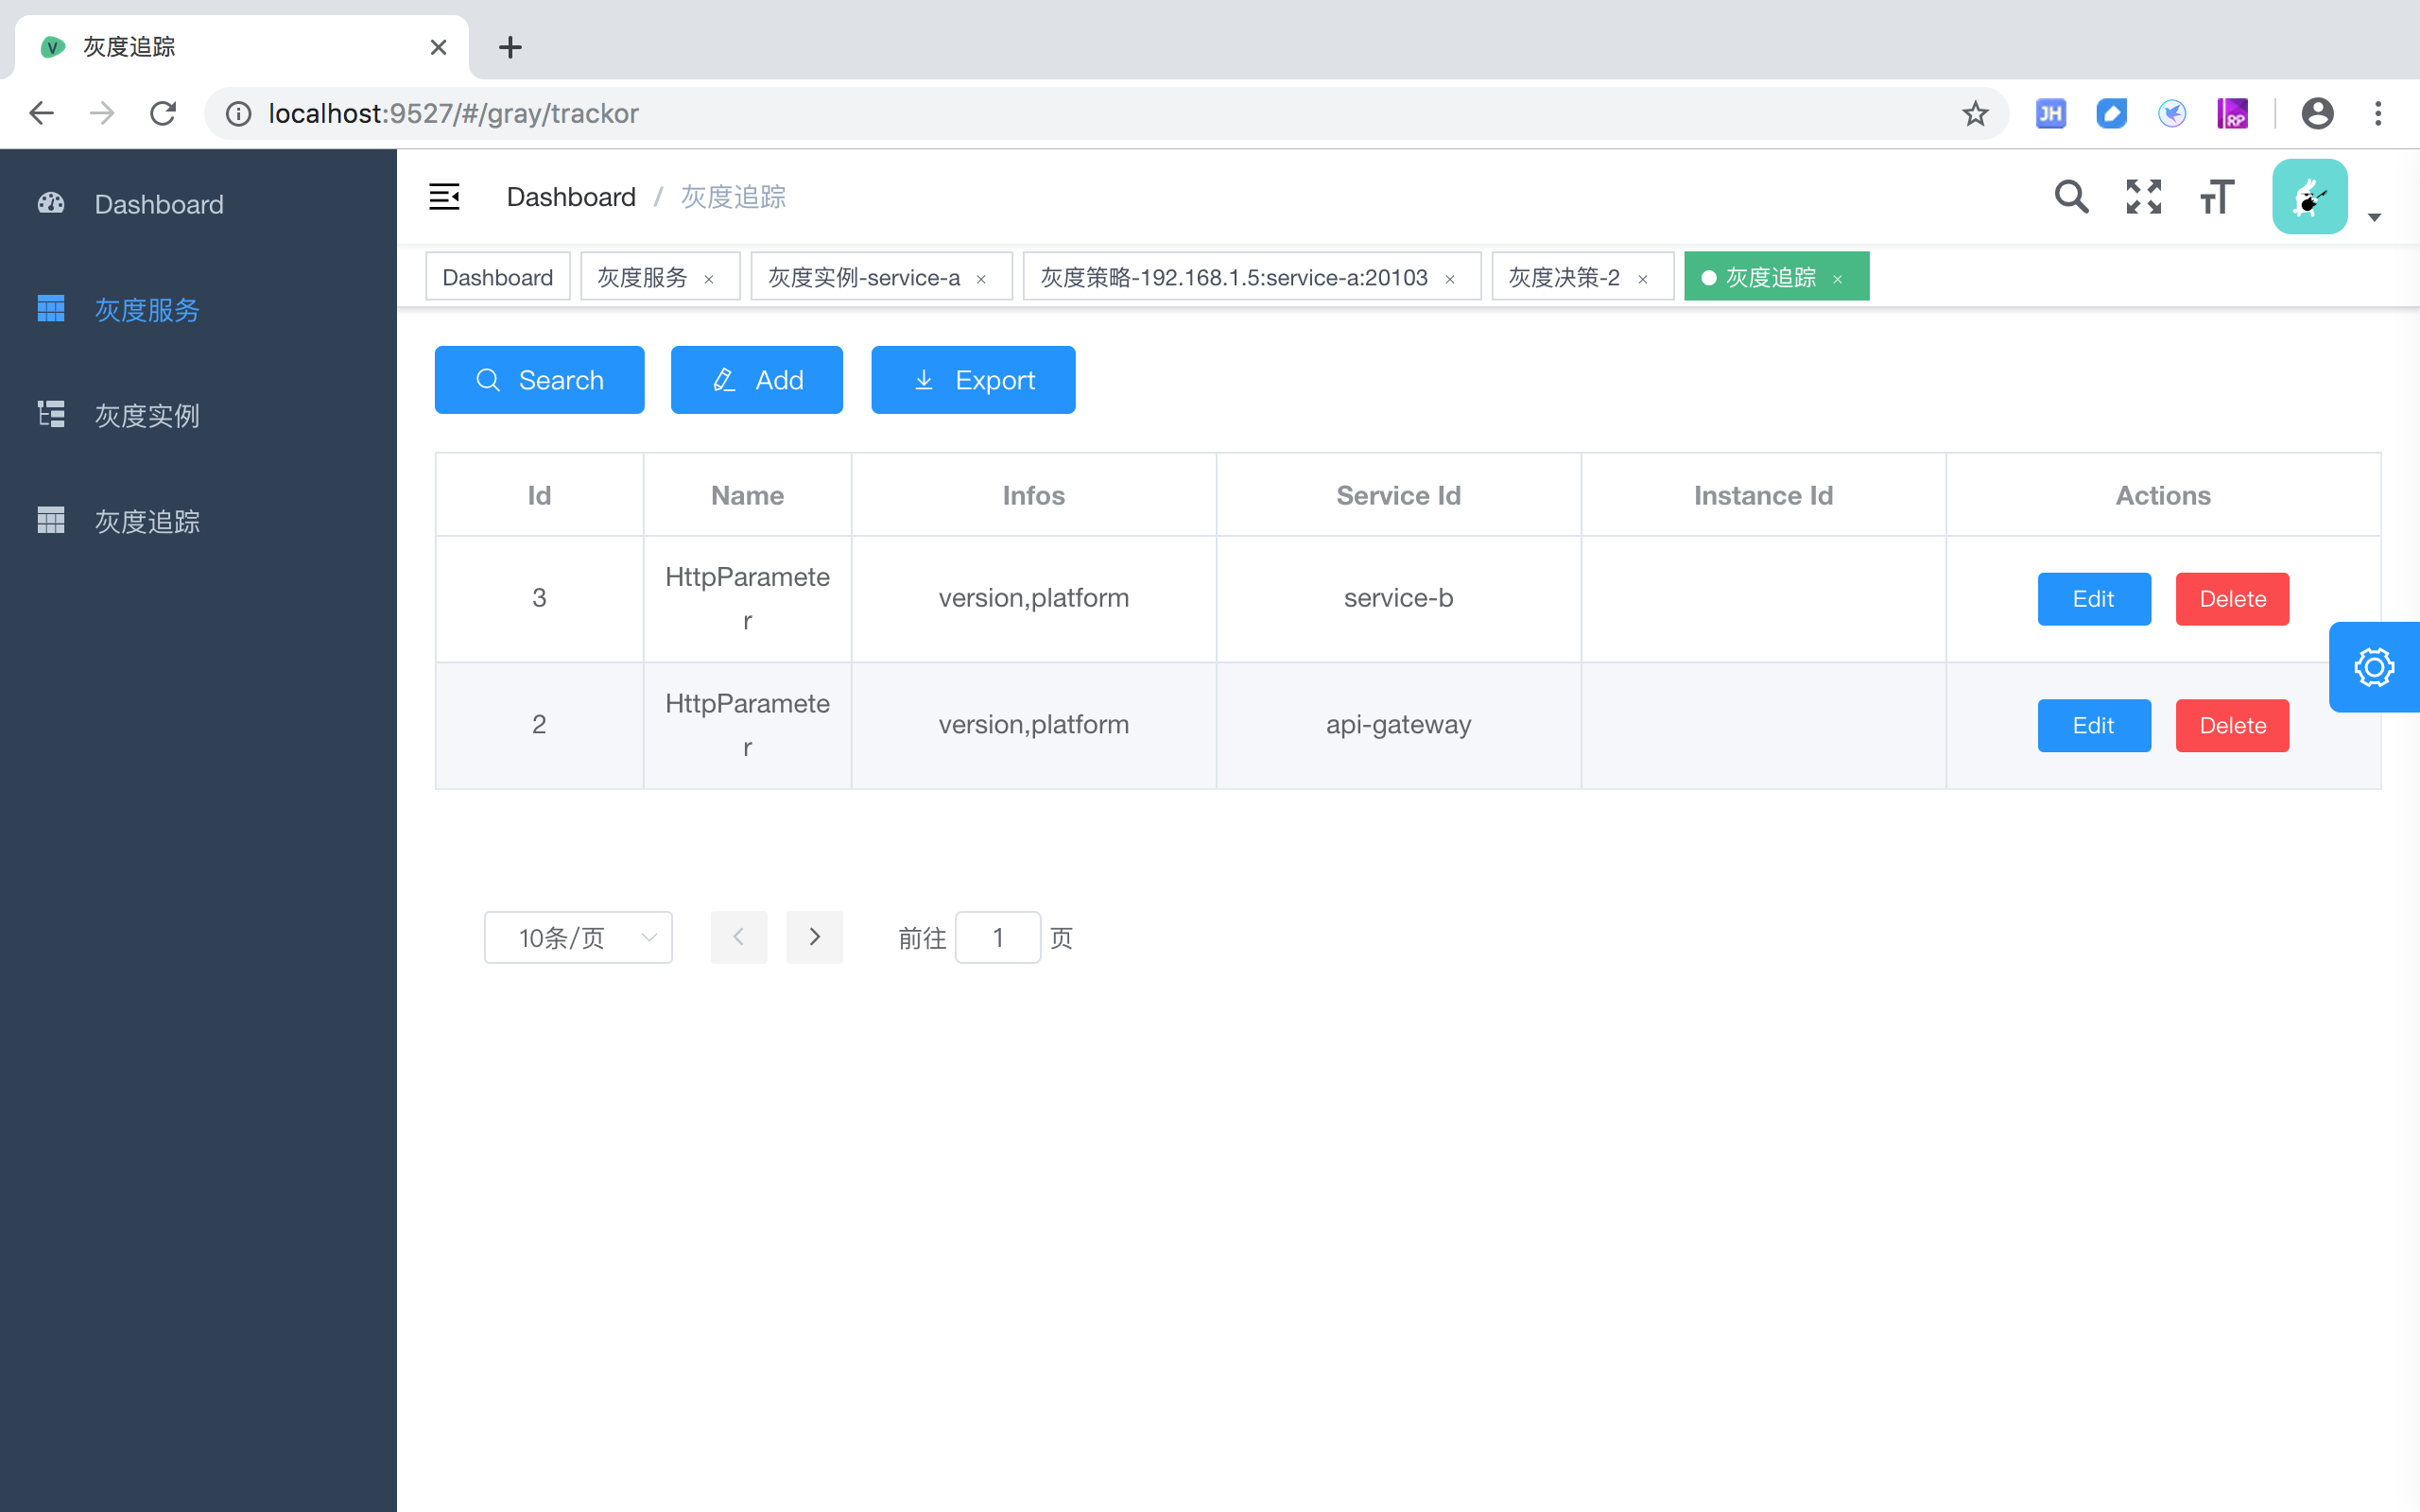 灰度追踪
localhost:9527/#/gray/trackor
JH
RP
Dashboard
灰度服务
灰度实例
灰度追踪
Dashboard / 灰度追踪
Dashboard 灰度服务 × 灰度实例-service-a × 灰度策略-192.168.1.5:service-a:20103 × 灰度决策-2 × 灰度追踪 ×
Search Add Export
Id Name Infos Service Id Instance Id Actions
3 HttpParamete version,platform service-b Edit Delete
r
2 HttpParamete version,platform api-gateway Edit Delete
r
10条/页 前往 1 页